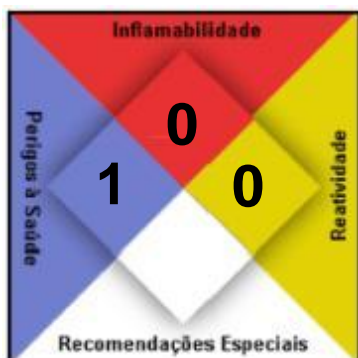 Inflamabilidade
0
Perigos à Saúde
1
0
Reatividade
Recomendações Especiais